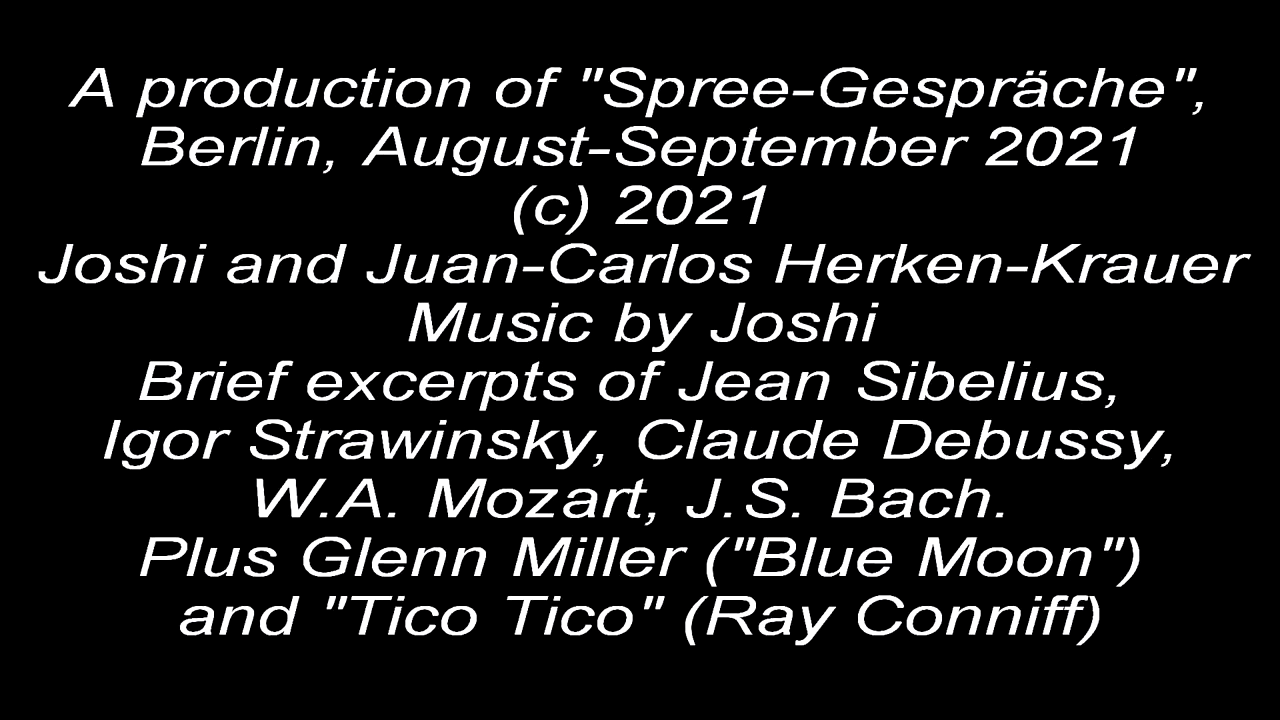 A production of "Spree-Gespräche",
Berlin, August-September 2021
(c) 2021
Joshi and Juan-Carlos Herken-Krauer
Music by Joshi
Brief excerpts of Jean Sibelius,
Igor Strawinsky, Claude Debussy,
W.A. Mozart, J.S. Bach.
Plus Glenn Miller ("Blue Moon")
and "Tico Tico" (Ray Conniff)